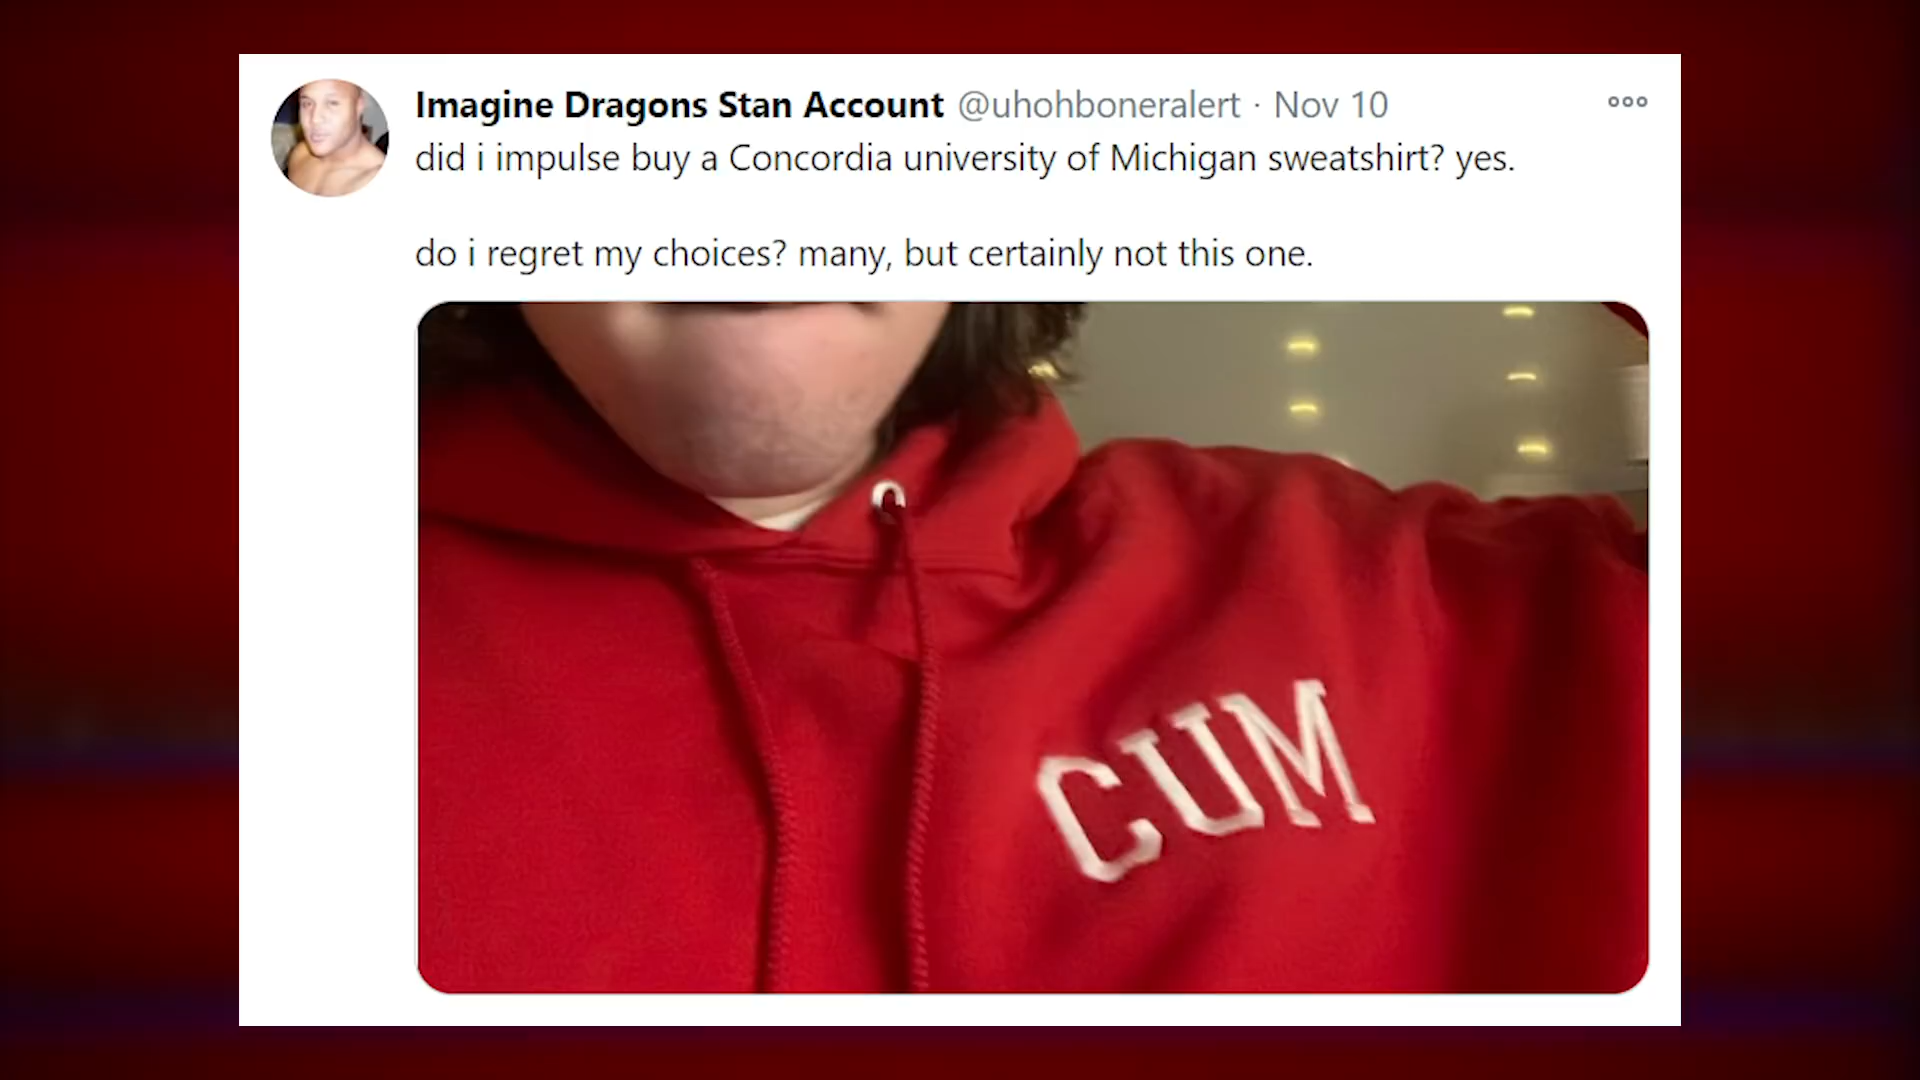 Imagine Dragons Stan Account @uhohboneralert · Nov 10
did i impulse buy a Concordia university of Michigan sweatshirt? yes.
do i regret my choices? many, but certainly not this one.
CUM